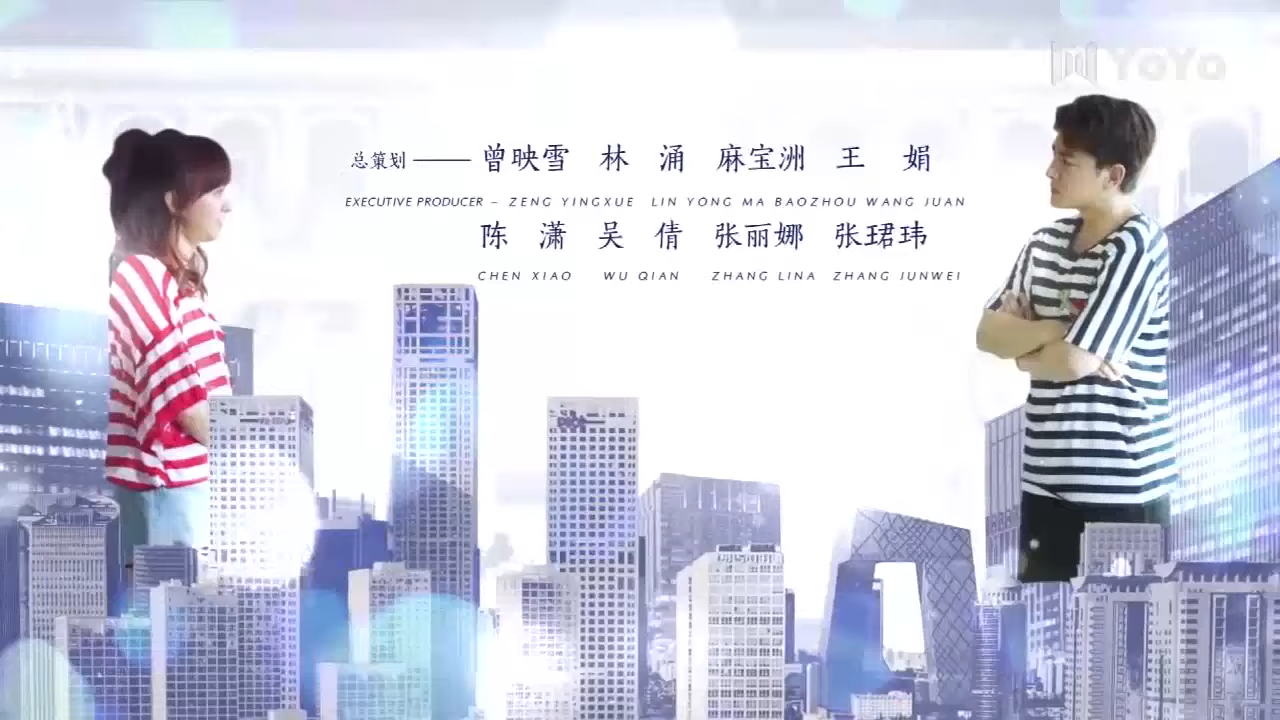 YOYO
总策划——曾映雪 林 涌 麻宝洲 王 娟
EXECUTIVE PRODUCER – ZENG YINGXUE LIN YONG MA BAOZHOU WANG JUAN
陈 潇 吴 倩 张丽娜 张珺玮
CHEN XIAO WU QIAN ZHANG LINA ZHANG JUNWEI